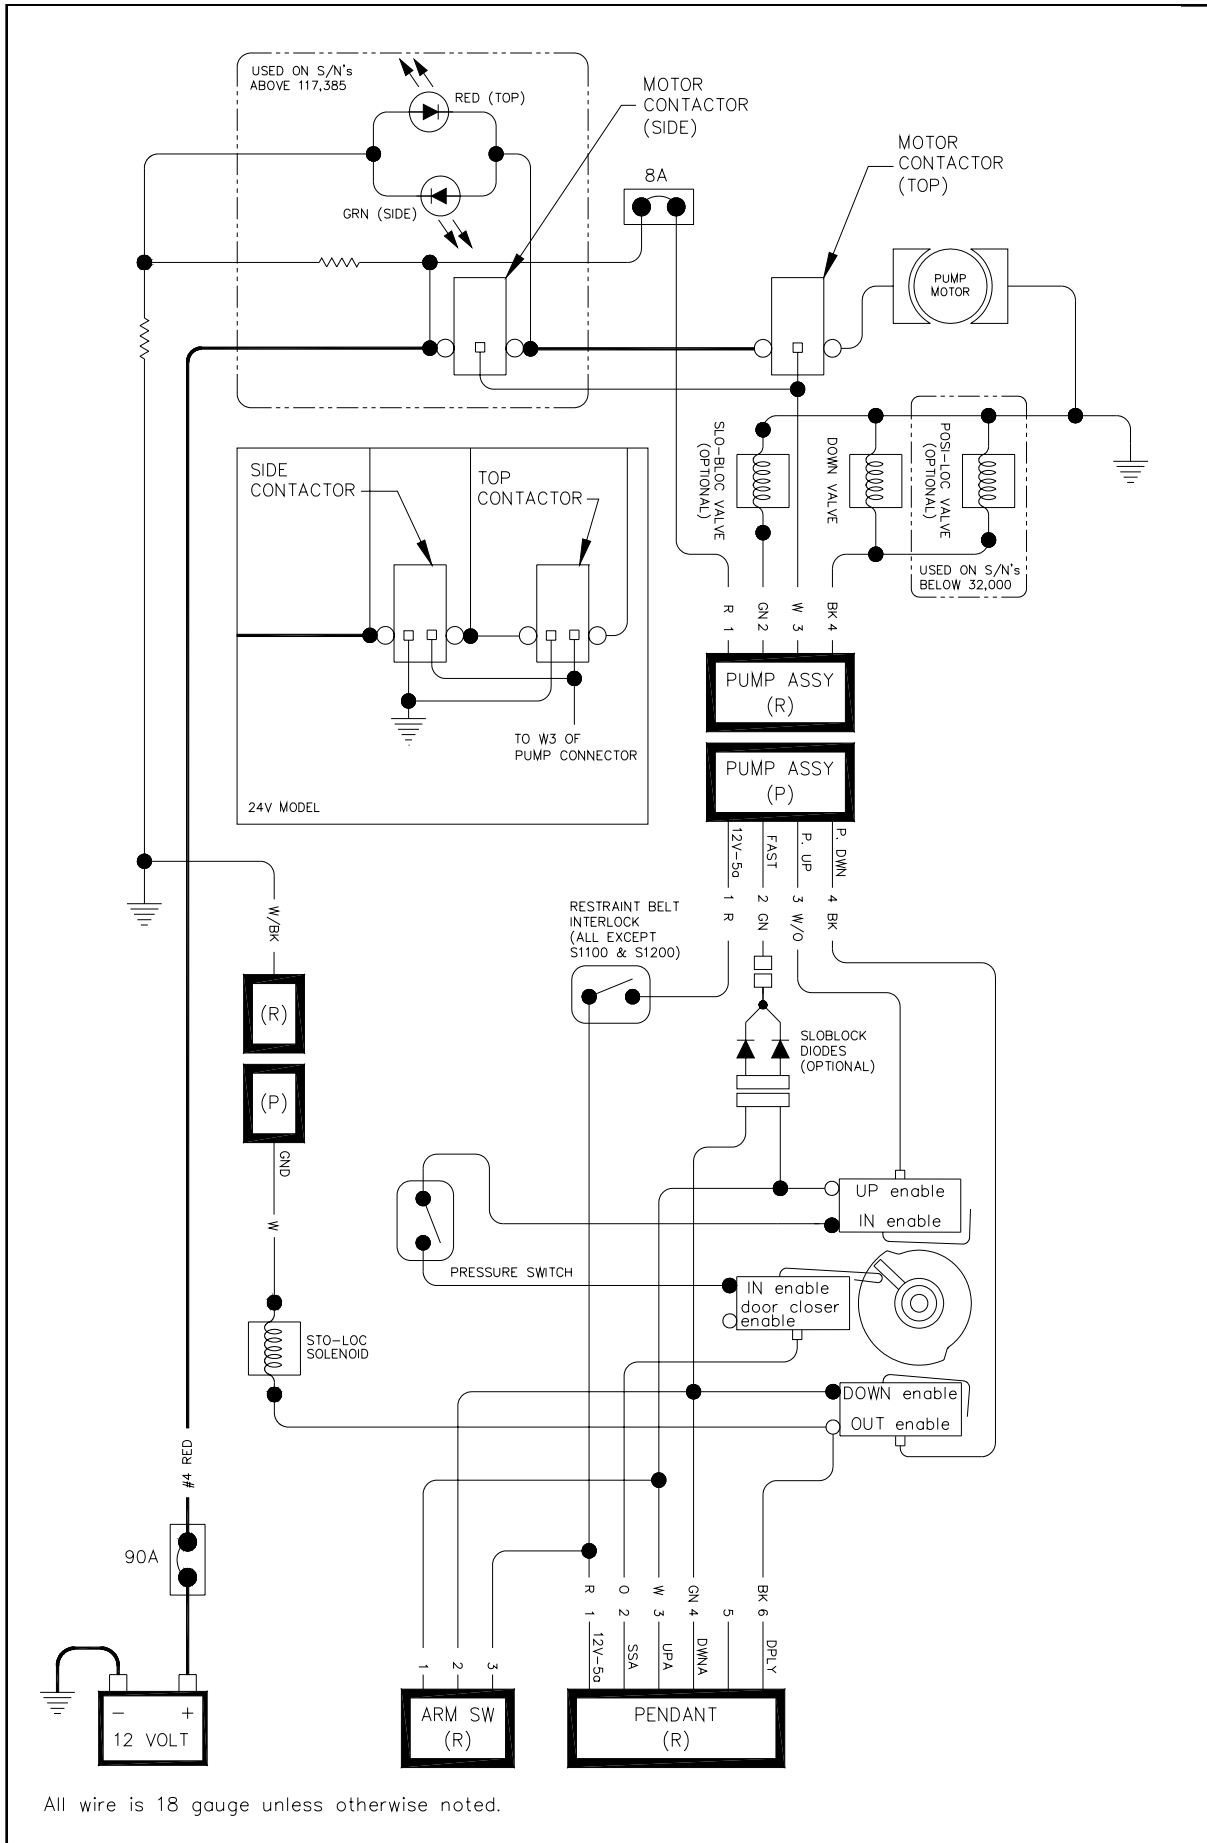 USED ON S/N's
ABOVE 117,385
RED (TOP)
GRN (SIDE)
MOTOR
CONTACTOR
(SIDE)
8A
MOTOR
CONTACTOR
(TOP)
PUMP
MOTOR
SLO-BLOC VALVE
(OPTIONAL)
DOWN VALVE
POSI-LOC VALVE
(OPTIONAL)
USED ON S/N's
BELOW 32,000
SIDE
CONTACTOR
TOP
CONTACTOR
TO W3 OF
PUMP CONNECTOR
24V MODEL
R 1
GN 2
W 3
BK 4
PUMP ASSY
(R)
PUMP ASSY
(P)
12V-5a
FAST
P. UP
P. DWN
1 R
2 GN
3 W/O
4 BK
RESTRAINT BELT
INTERLOCK
(ALL EXCEPT
S1100 & S1200)
W/BK
(R)
(P)
GND
W
SLOBLOCK
DIODES
(OPTIONAL)
UP enable
IN enable
PRESSURE SWITCH
IN enable
door closer
enable
STO-LOC
SOLENOID
DOWN enable
OUT enable
#4 RED
90A
R 1
O 2
W 3
GN 4
5
BK 6
12V-5a
SSA
UPA
DWNA
DPLY
1
2
3
ARM SW
(R)
PENDANT
(R)
- +
12 VOLT
All wire is 18 gauge unless otherwise noted.